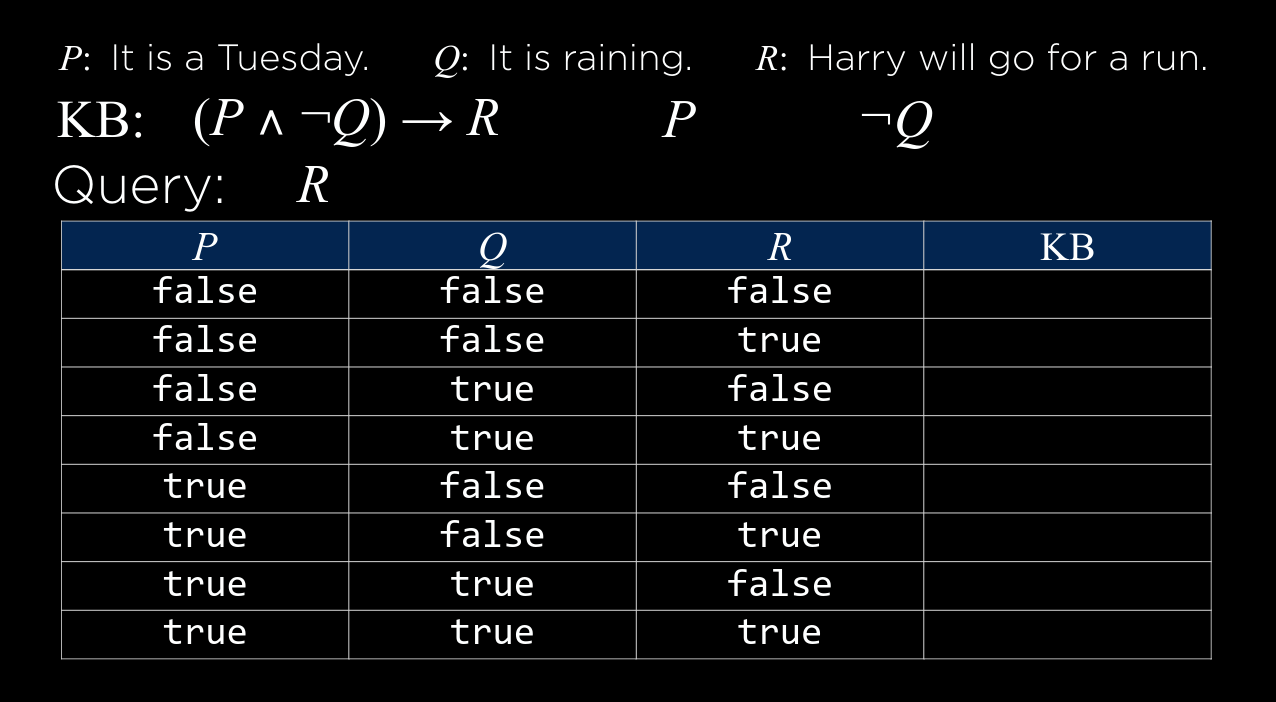 P: It is a Tuesday. Q: It is raining. R: Harry will go for a run.
KB: (P ∧ ¬Q) → R P ¬Q
Query: R
P Q R KB
false false false
false false true
false true false
false true true
true false false
true false true
true true false
true true true